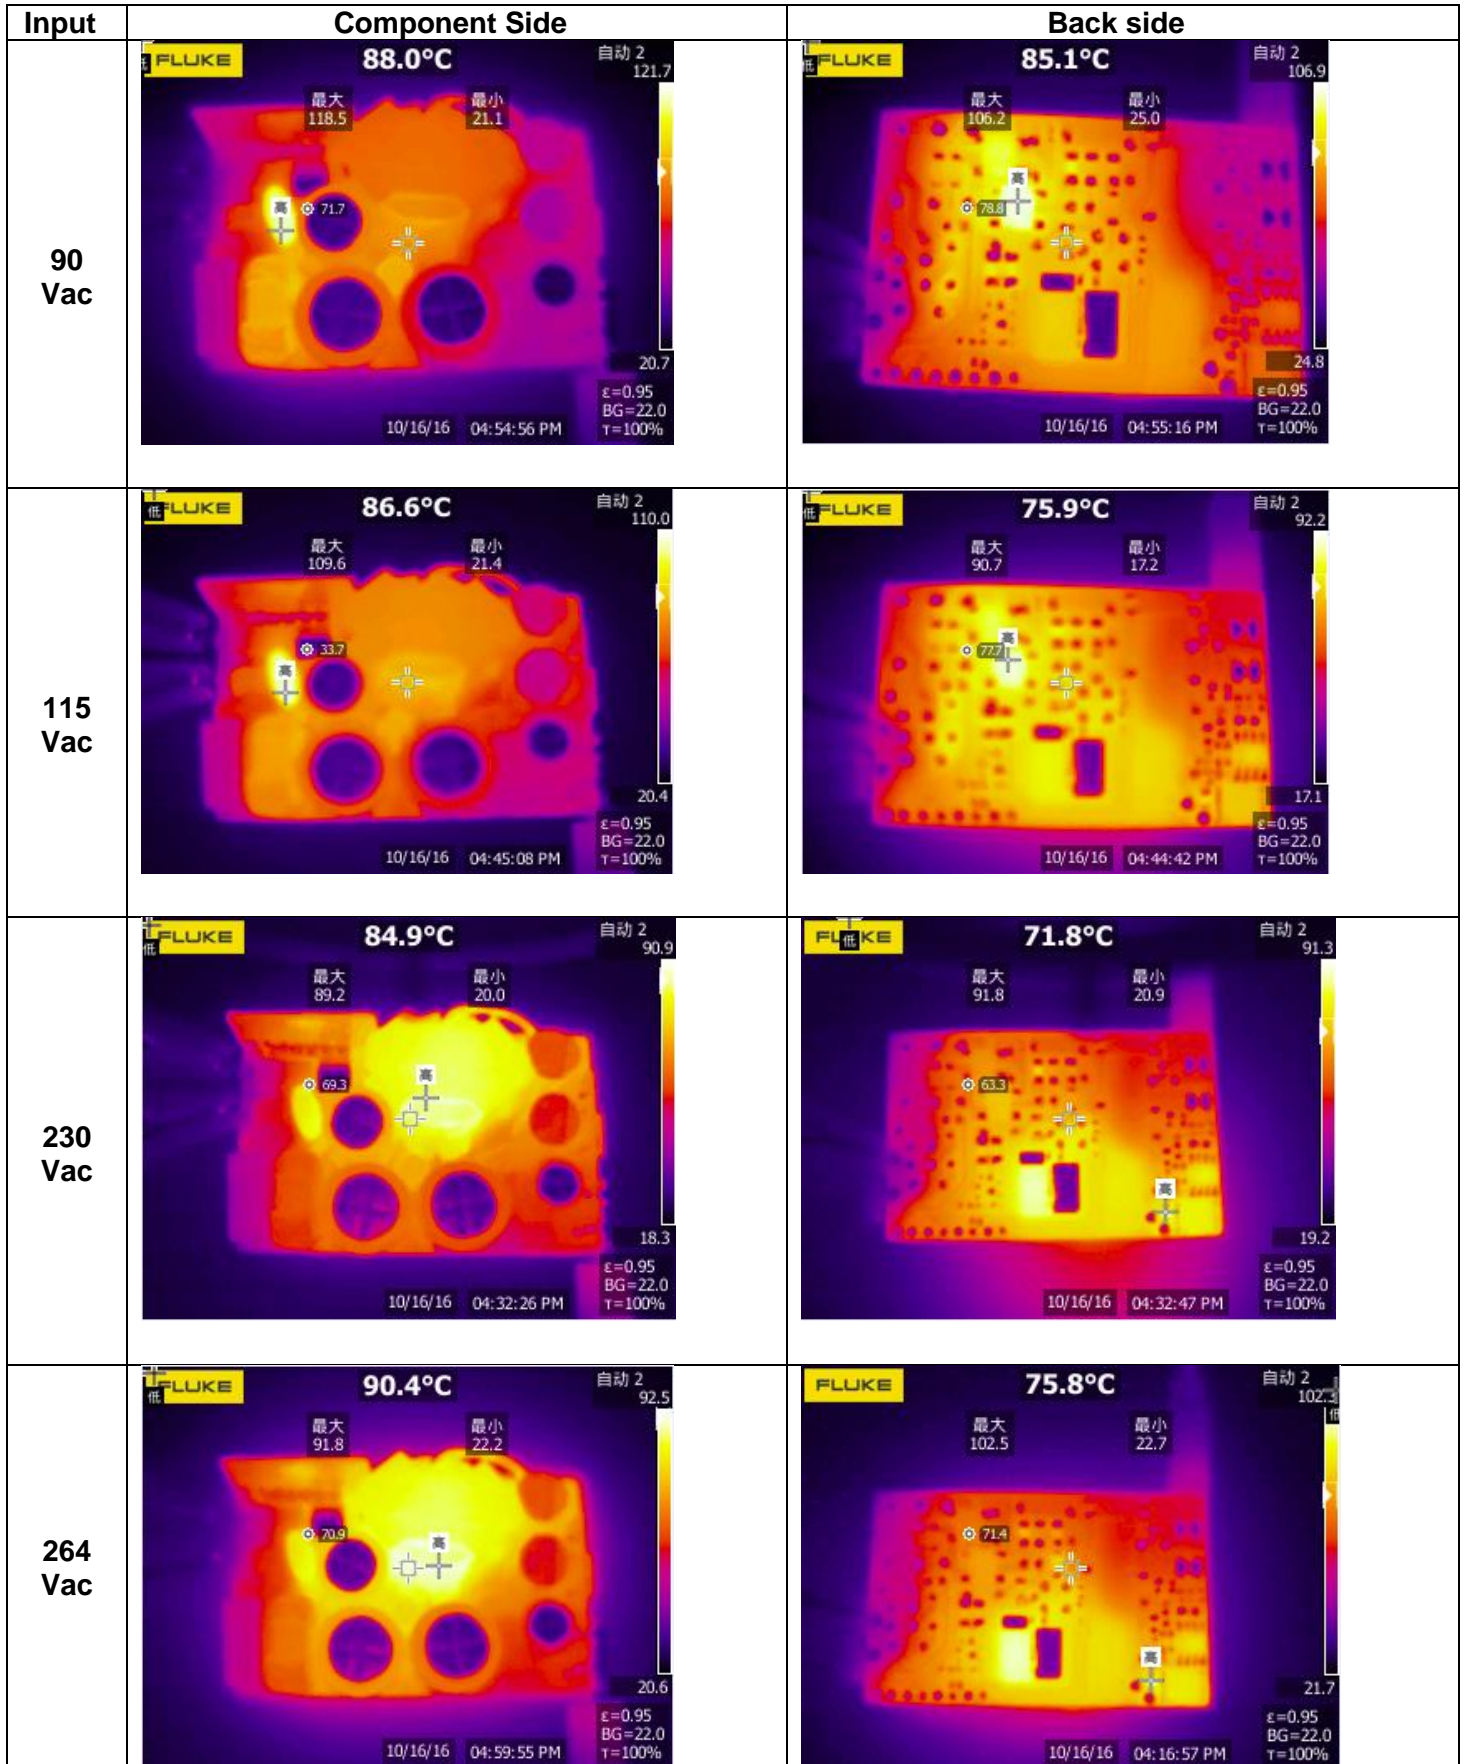 Input Component Side Back side
90
Vac
FLUKE 88.0°C 自动 2
低 121.7
最大 最小
118.5 21.1
高 71.7
20.7
ε=0.95
BG=22.0
10/16/16 04:54:56 PM τ=100%
FLUKE 85.1°C 自动 2
低 106.9
最大 最小
106.2 25.0
高
78.8
24.8
ε=0.95
BG=22.0
10/16/16 04:55:16 PM τ=100%
115
Vac
FLUKE 86.6°C 自动 2
低 110.0
最大 最小
109.6 21.4
33.7
高
20.4
ε=0.95
BG=22.0
10/16/16 04:45:08 PM τ=100%
FLUKE 75.9°C 自动 2
低 92.2
最大 最小
90.7 17.2
高
77.7
17.1
ε=0.95
BG=22.0
10/16/16 04:44:42 PM τ=100%
230
Vac
FLUKE 84.9°C 自动 2
低 90.9
最大 最小
89.2 20.0
高
69.3
18.3
ε=0.95
BG=22.0
10/16/16 04:32:26 PM τ=100%
FLUKE 71.8°C 自动 2
低 91.3
最大 最小
91.8 20.9
63.3
高
19.2
ε=0.95
BG=22.0
10/16/16 04:32:47 PM τ=100%
264
Vac
FLUKE 90.4°C 自动 2
低 92.5
最大 最小
91.8 22.2
70.9
高
20.6
ε=0.95
BG=22.0
10/16/16 04:59:55 PM τ=100%
FLUKE 75.8°C 自动 2
102.3
低
最大 最小
102.5 22.7
71.4
高
21.7
ε=0.95
BG=22.0
10/16/16 04:16:57 PM τ=100%